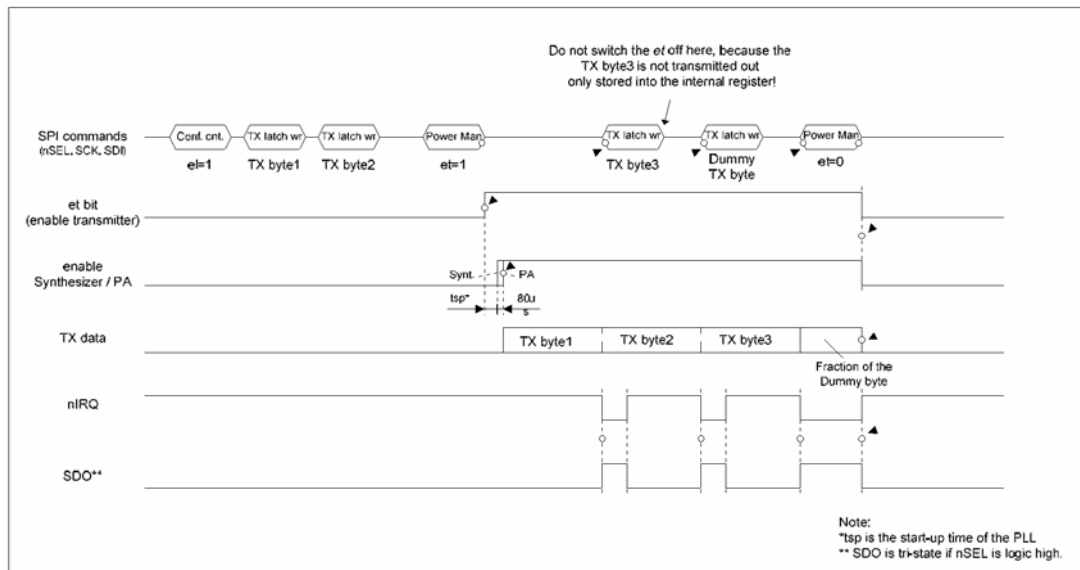 Do not switch the et off here, because the
TX byte3 is not transmitted out
only stored into the internal register!
SPI commands
(nSEL, SCK, SDI)
Conf. cnt.
TX latch wr
TX latch wr
Power Man
TX latch wr
TX latch wr
Power Man
el=1
TX byte1
TX byte2
et=1
TX byte3
Dummy
TX byte
et=0
et bit
(enable transmitter)
enable
Synthesizer / PA
Synt.
PA
tsp*
80u
s
TX data
TX byte1
TX byte2
TX byte3
Fraction of the
Dummy byte
nIRQ
SDO**
Note:
*tsp is the start-up time of the PLL
** SDO is tri-state if nSEL is logic high.